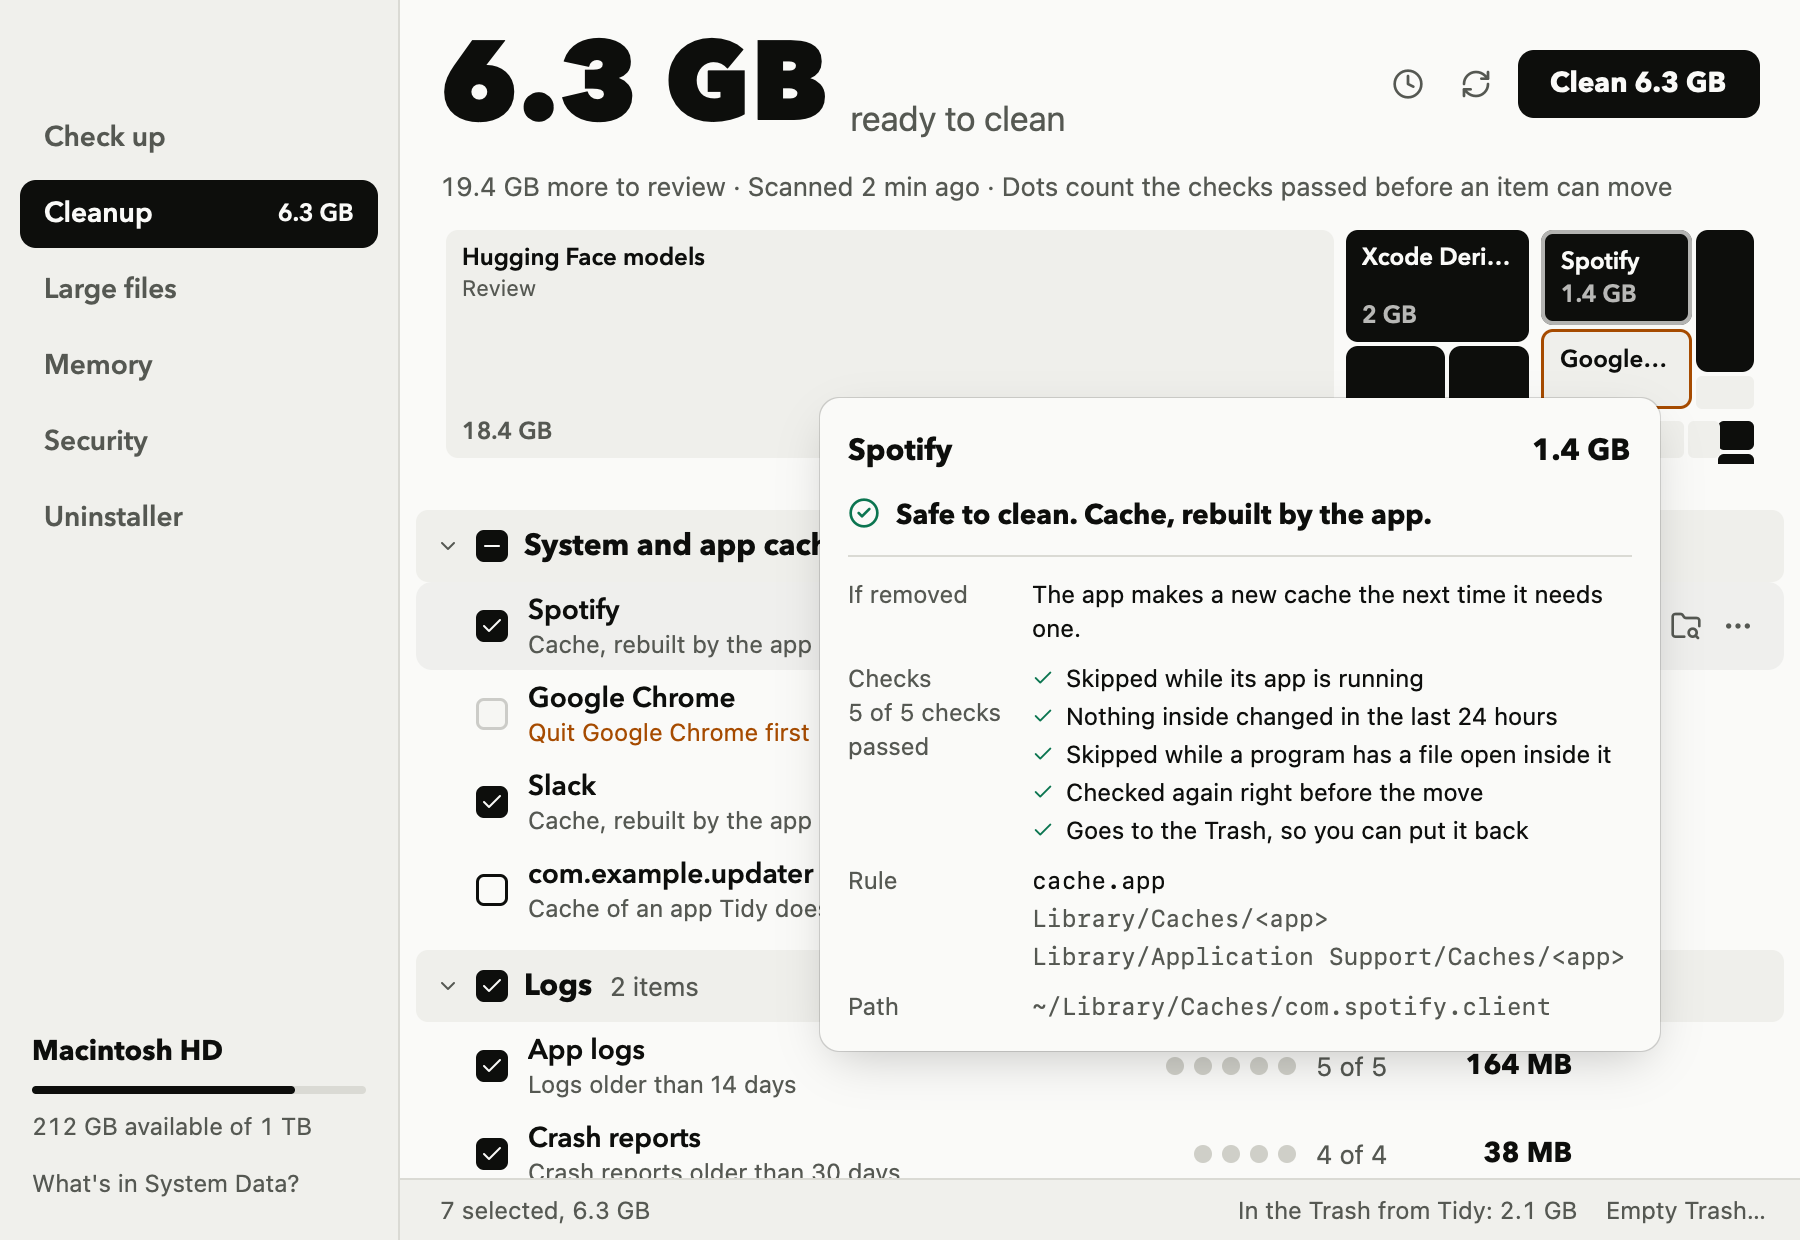 Check up
Cleanup 6.3 GB
Large files
Memory
Security
Uninstaller
Macintosh HD
212 GB available of 1 TB
What's in System Data?
6.3 GB ready to clean
Clean 6.3 GB
19.4 GB more to review · Scanned 2 min ago · Dots count the checks passed before an item can move
Hugging Face models
Review
18.4 GB
Xcode Deri...
2 GB
Spotify
1.4 GB
Google...
System and app
Spotify
Cache, rebuilt by the app
Google Chrome
Quit Google Chrome first
Slack
Cache, rebuilt by the app
com.example.updater
Cache of an app Tidy
Logs 2 items
App logs
Logs older than 14 days
5 of 5 164 MB
Crash reports
Crash reports older than 30 days
4 of 4 38 MB
Spotify 1.4 GB
Safe to clean. Cache, rebuilt by the app.
If removed
The app makes a new cache the next time it needs
one.
Checks
5 of 5 checks
passed
Skipped while its app is running
Nothing inside changed in the last 24 hours
Skipped while a program has a file open inside it
Checked again right before the move
Goes to the Trash, so you can put it back
Rule
cache.app
Library/Caches/<app>
Library/Application Support/Caches/<app>
Path
~/Library/Caches/com.spotify.client
7 selected, 6.3 GB
In the Trash from Tidy: 2.1 GB Empty Trash...